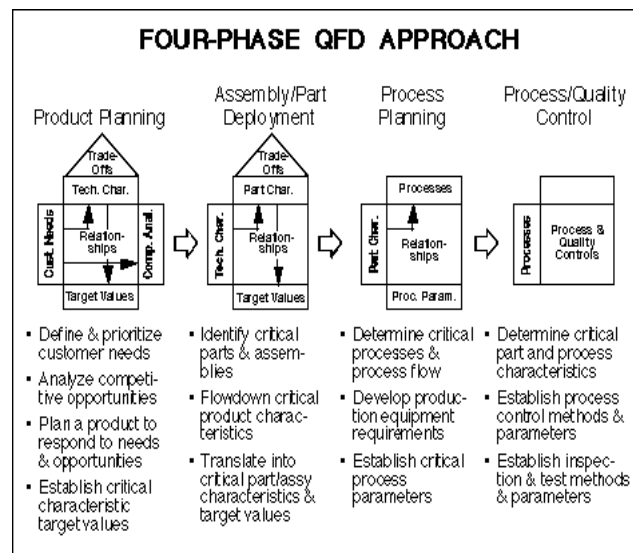 FOUR-PHASE QFD APPROACH
Product Planning
Assembly/Part
Deployment
Process
Planning
Process/Quality
Control
Trade-
Offs
Tech. Char.
Cust. Needs
Relation-
ships
Comp. Anal.
Target Values
Trade-
Offs
Part Char.
Tech. Char.
Relation-
ships
Target Values
Processes
Part Char.
Relation-
ships
Proc. Param.
Processes
Process &
Quality
Controls
▪ Define & prioritize
customer needs
▪ Analyze competi-
tive opportunities
▪ Plan a product to
respond to needs
& opportunities
▪ Establish critical
characteristic
target values
▪ Identify critical
parts & assemb-
lies
▪ Flowdown critical
product charac-
teristics
▪ Translate into
critical part/assy
characteristics &
target values
▪ Determine critical
processes &
process flow
▪ Develop produc-
tion equipment
requirements
▪ Establish critical
process
parameters
▪ Determine critical
part and process
characteristics
▪ Establish process
control methods &
parameters
▪ Establish inspec-
tion & test methods
& parameters